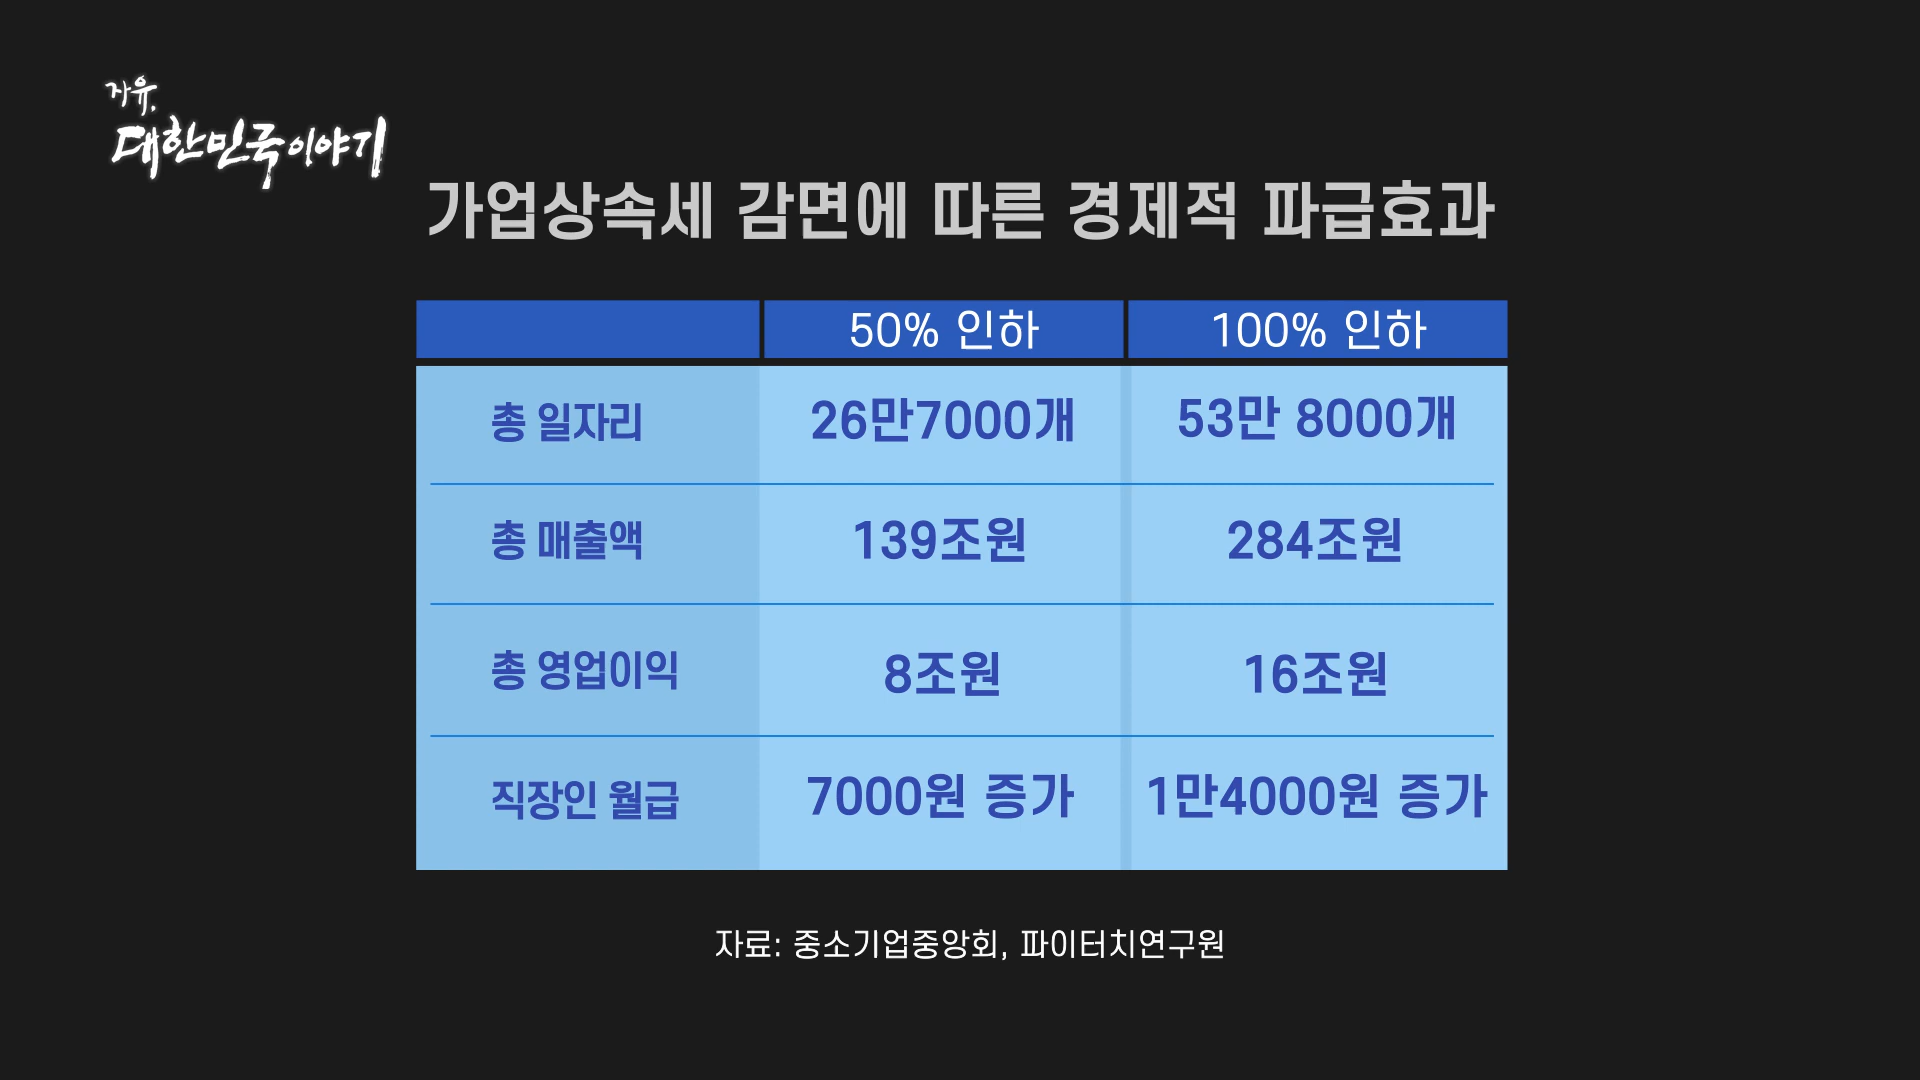 자유,
대한민국이야기
가업상속세 감면에 따른 경제적 파급효과
50% 인하 100% 인하
총 일자리 26만7000개 53만 8000개
총 매출액 139조원 284조원
총 영업이익 8조원 16조원
직장인 월급 7000원 증가 1만4000원 증가
자료: 중소기업중앙회, 파이터치연구원